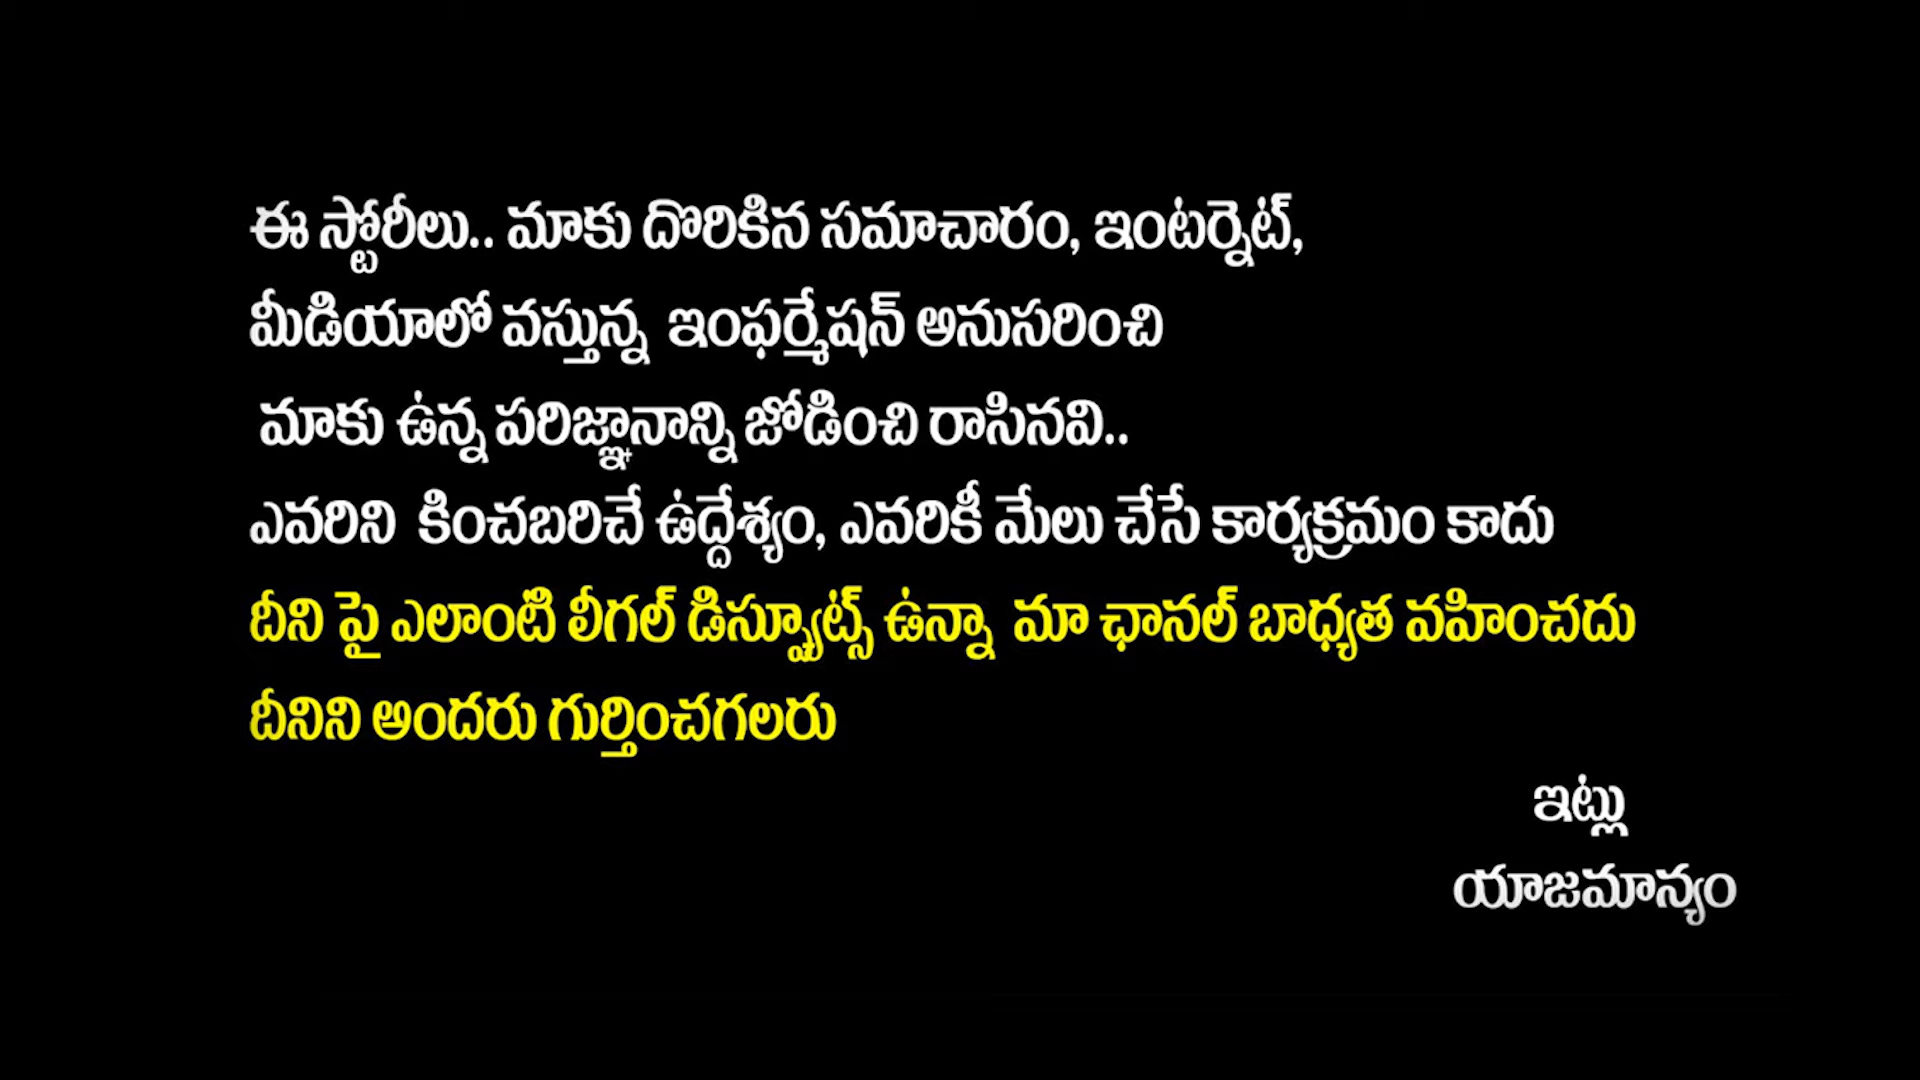 ఈ స్టోరీలు.. మాకు దొరికిన సమాచారం, ఇంటర్నెట్,
మీడియాలో వస్తున్న ఇంఫర్మేషన్ అనుసరించి
మాకు ఉన్న పరిజ్ఞానాన్ని జోడించి రాసినవి..
ఎవరిని కించబరిచే ఉద్దేశ్యం, ఎవరికీ మేలు చేసే కార్యక్రమం కాదు
దీని పై ఎలాంటి లీగల్ డిస్ప్యూట్స్ ఉన్నా మా ఛానల్ బాధ్యత వహించదు
దీనిని అందరు గుర్తించగలరు
ఇట్లు
యాజమాన్యం